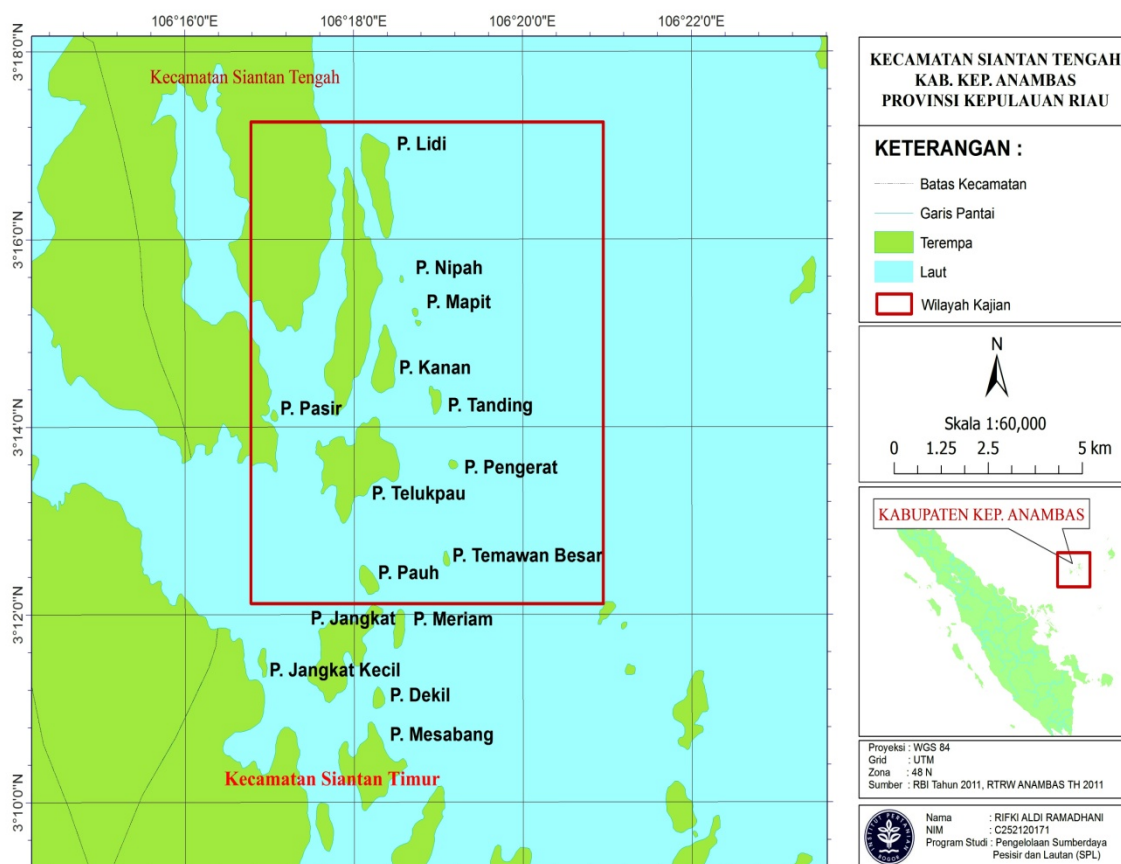 106°16'0"E
106°18'0"E
106°20'0"E
106°22'0"E
3°18'0"N
3°16'0"N
3°14'0"N
3°12'0"N
3°10'0"N
Kecamatan Siantan Tengah
P. Lidi
P. Nipah
P. Mapit
P. Kanan
P. Pasir
P. Tanding
P. Pengerat
P. Telukpau
P. Temawan Besar
P. Pauh
P. Jangkat
P. Meriam
P. Jangkat Kecil
P. Dekil
P. Mesabang
Kecamatan Siantan Timur
KECAMATAN SIANTAN TENGAH
KAB. KEP. ANAMBAS
PROVINSI KEPULAUAN RIAU
KETERANGAN :
Batas Kecamatan
Garis Pantai
Terempa
Laut
Wilayah Kajian
N
Skala 1:60,000
0 1.25 2.5 5 km
KABUPATEN KEP. ANAMBAS
Proyeksi : WGS 84
Grid : UTM
Zona : 48 N
Sumber : RBI Tahun 2011, RTRW ANAMBAS TH 2011
INSTITUT PERTANIAN
BOGOR
Nama : RIFKI ALDI RAMADHANI
NIM : C252120171
Program Studi : Pengelolaan Sumberdaya
Pesisir dan Lautan (SPL)